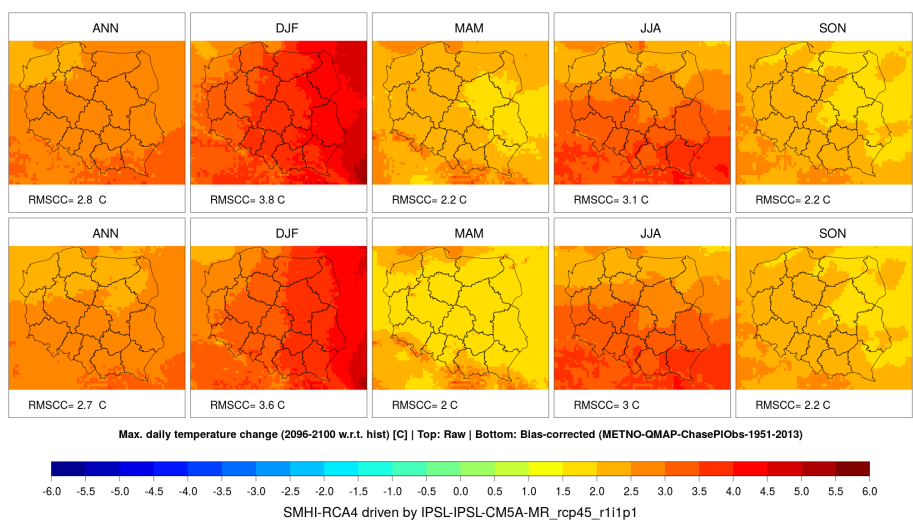 ANN DJF MAM JJA SON
RMSCC= 2.8 C RMSCC= 3.8 C RMSCC= 2.2 C RMSCC= 3.1 C RMSCC= 2.2 C
ANN DJF MAM JJA SON
RMSCC= 2.7 C RMSCC= 3.6 C RMSCC= 2 C RMSCC= 3 C RMSCC= 2.2 C
Max. daily temperature change (2096-2100 w.r.t. hist) [C] | Top: Raw | Bottom: Bias-corrected (METNO-QMAP-ChasePlObs-1951-2013)
-6.0 -5.5 -5.0 -4.5 -4.0 -3.5 -3.0 -2.5 -2.0 -1.5 -1.0 -0.5 0.0 0.5 1.0 1.5 2.0 2.5 3.0 3.5 4.0 4.5 5.0 5.5 6.0
SMHI-RCA4 driven by IPSL-IPSL-CM5A-MR_rcp45_r1i1p1